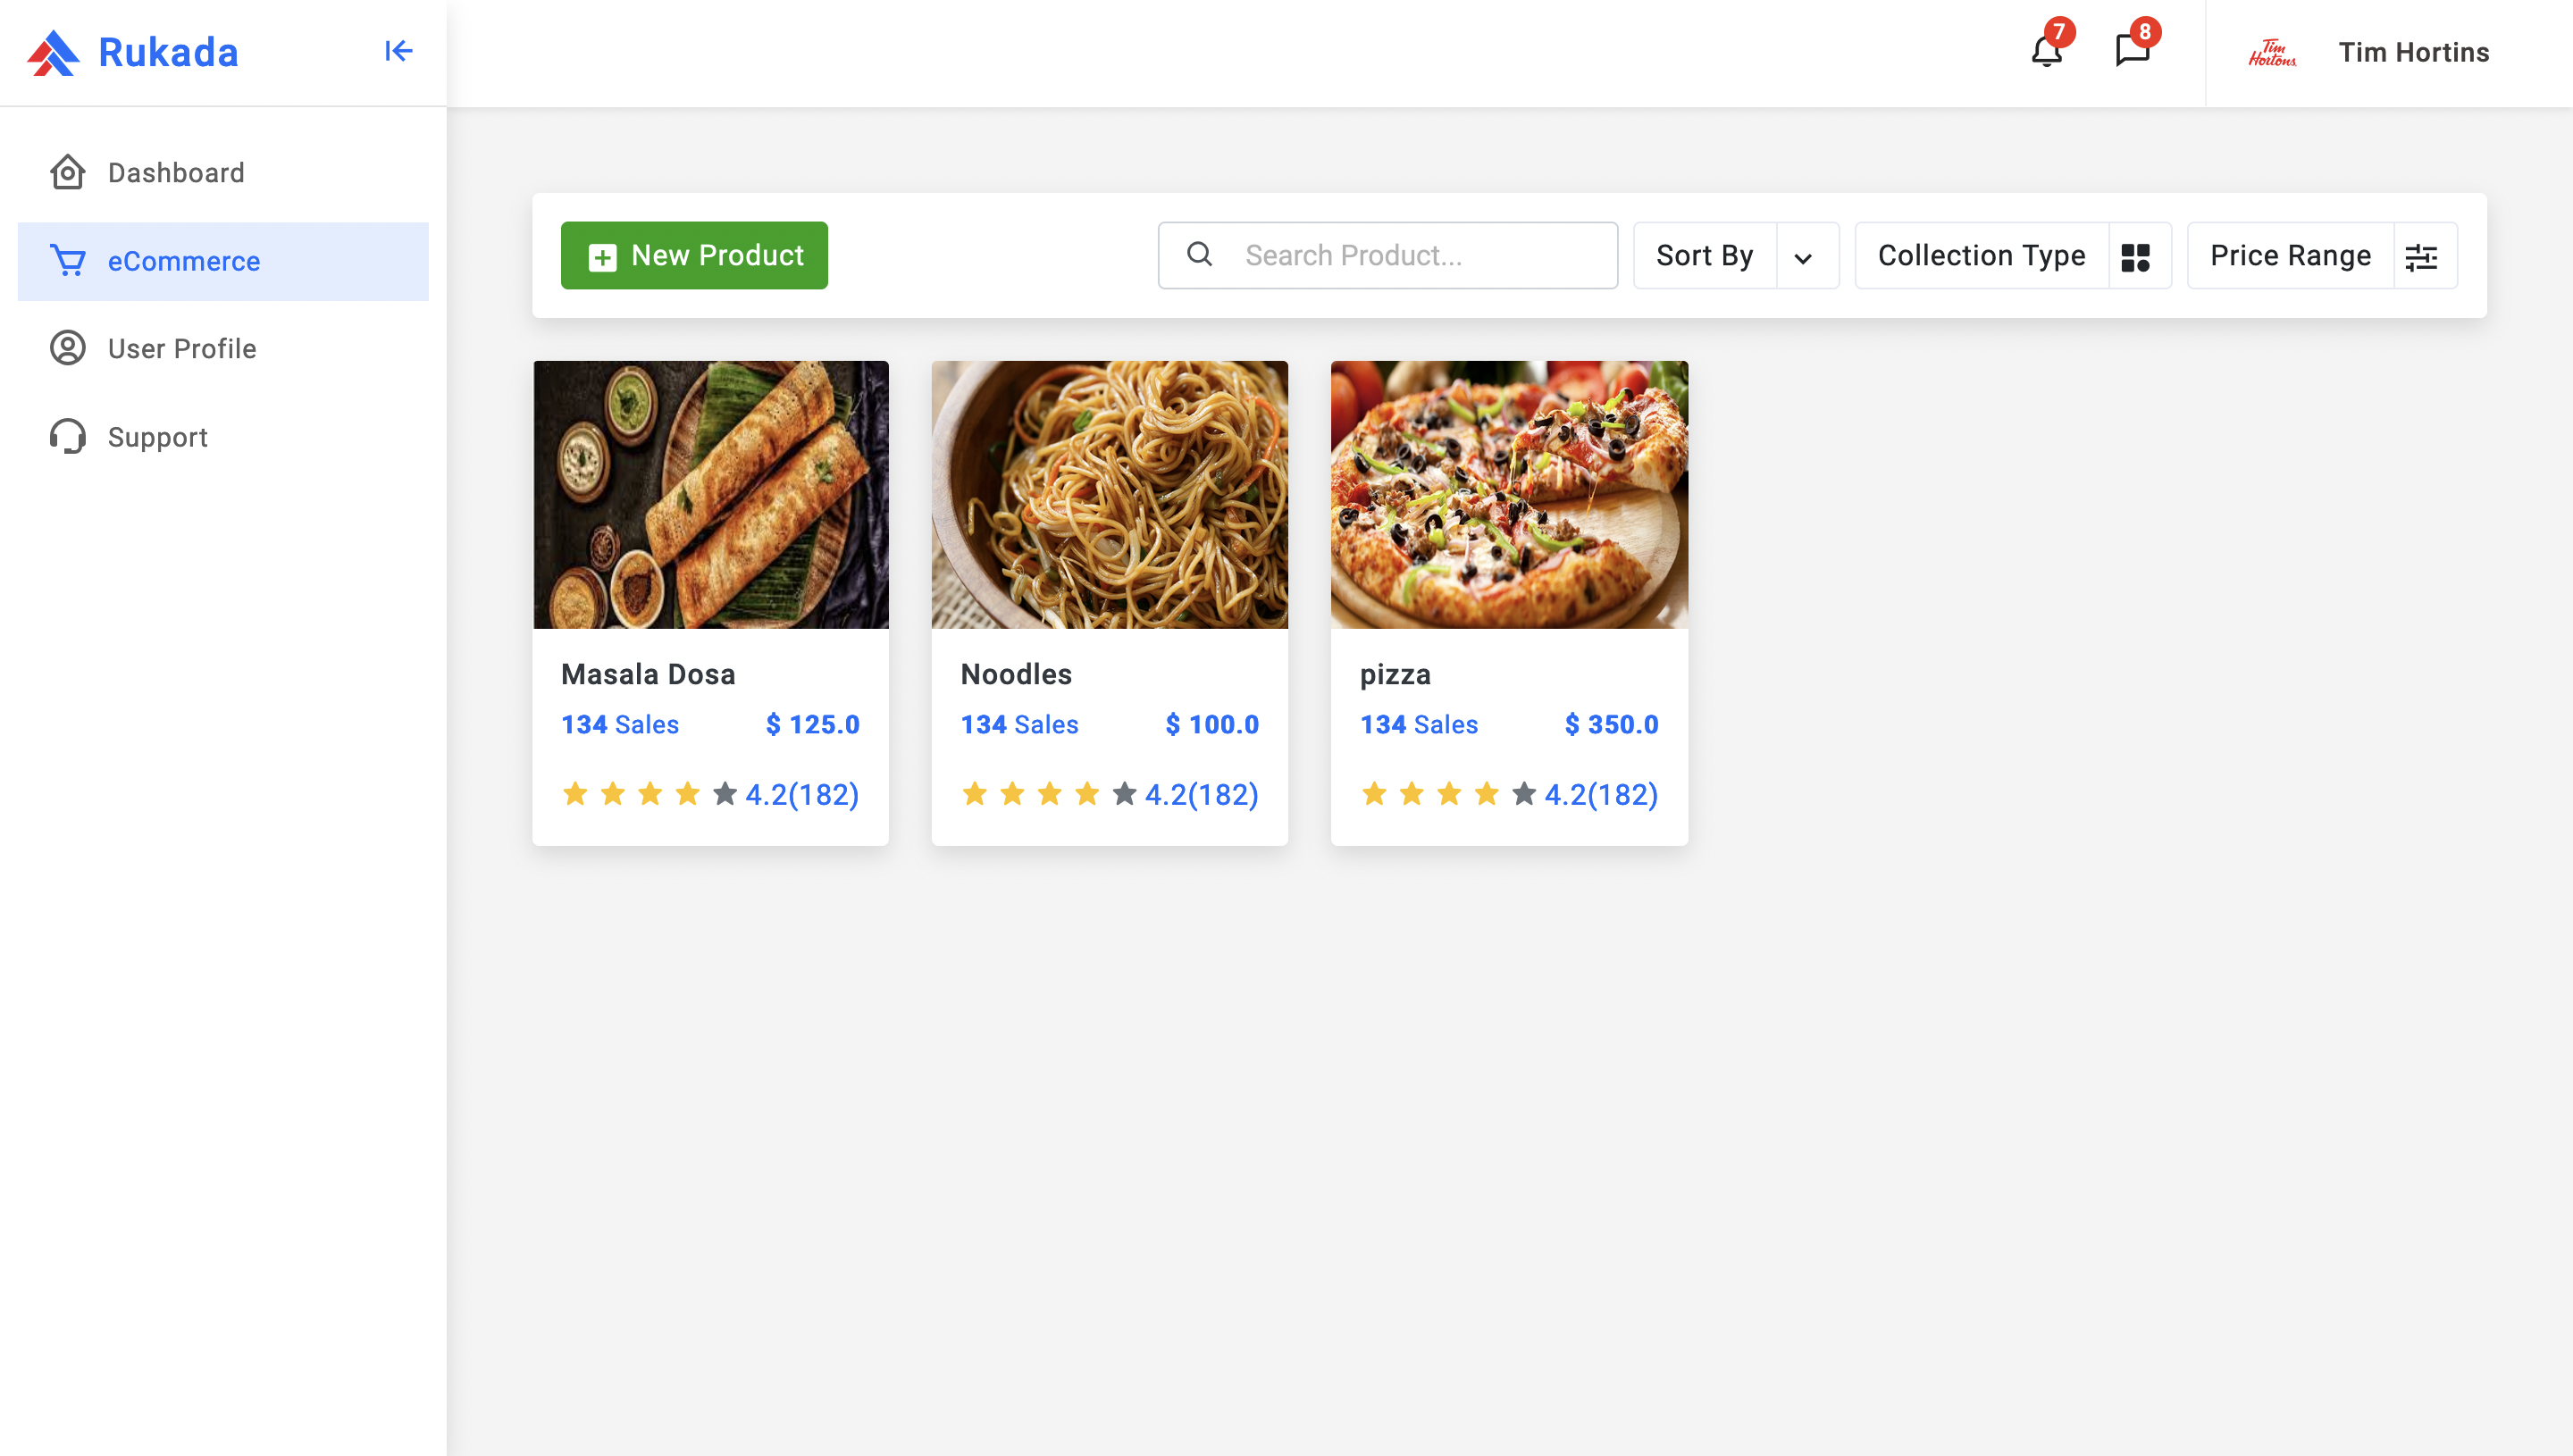 Rukada
7
8
Tim Hortons
Tim Hortins
Dashboard
eCommerce
User Profile
Support
New Product
Search Product...
Sort By
Collection Type
Price Range
Masala Dosa
134 Sales $ 125.0
4.2(182)
Noodles
134 Sales $ 100.0
4.2(182)
pizza
134 Sales $ 350.0
4.2(182)